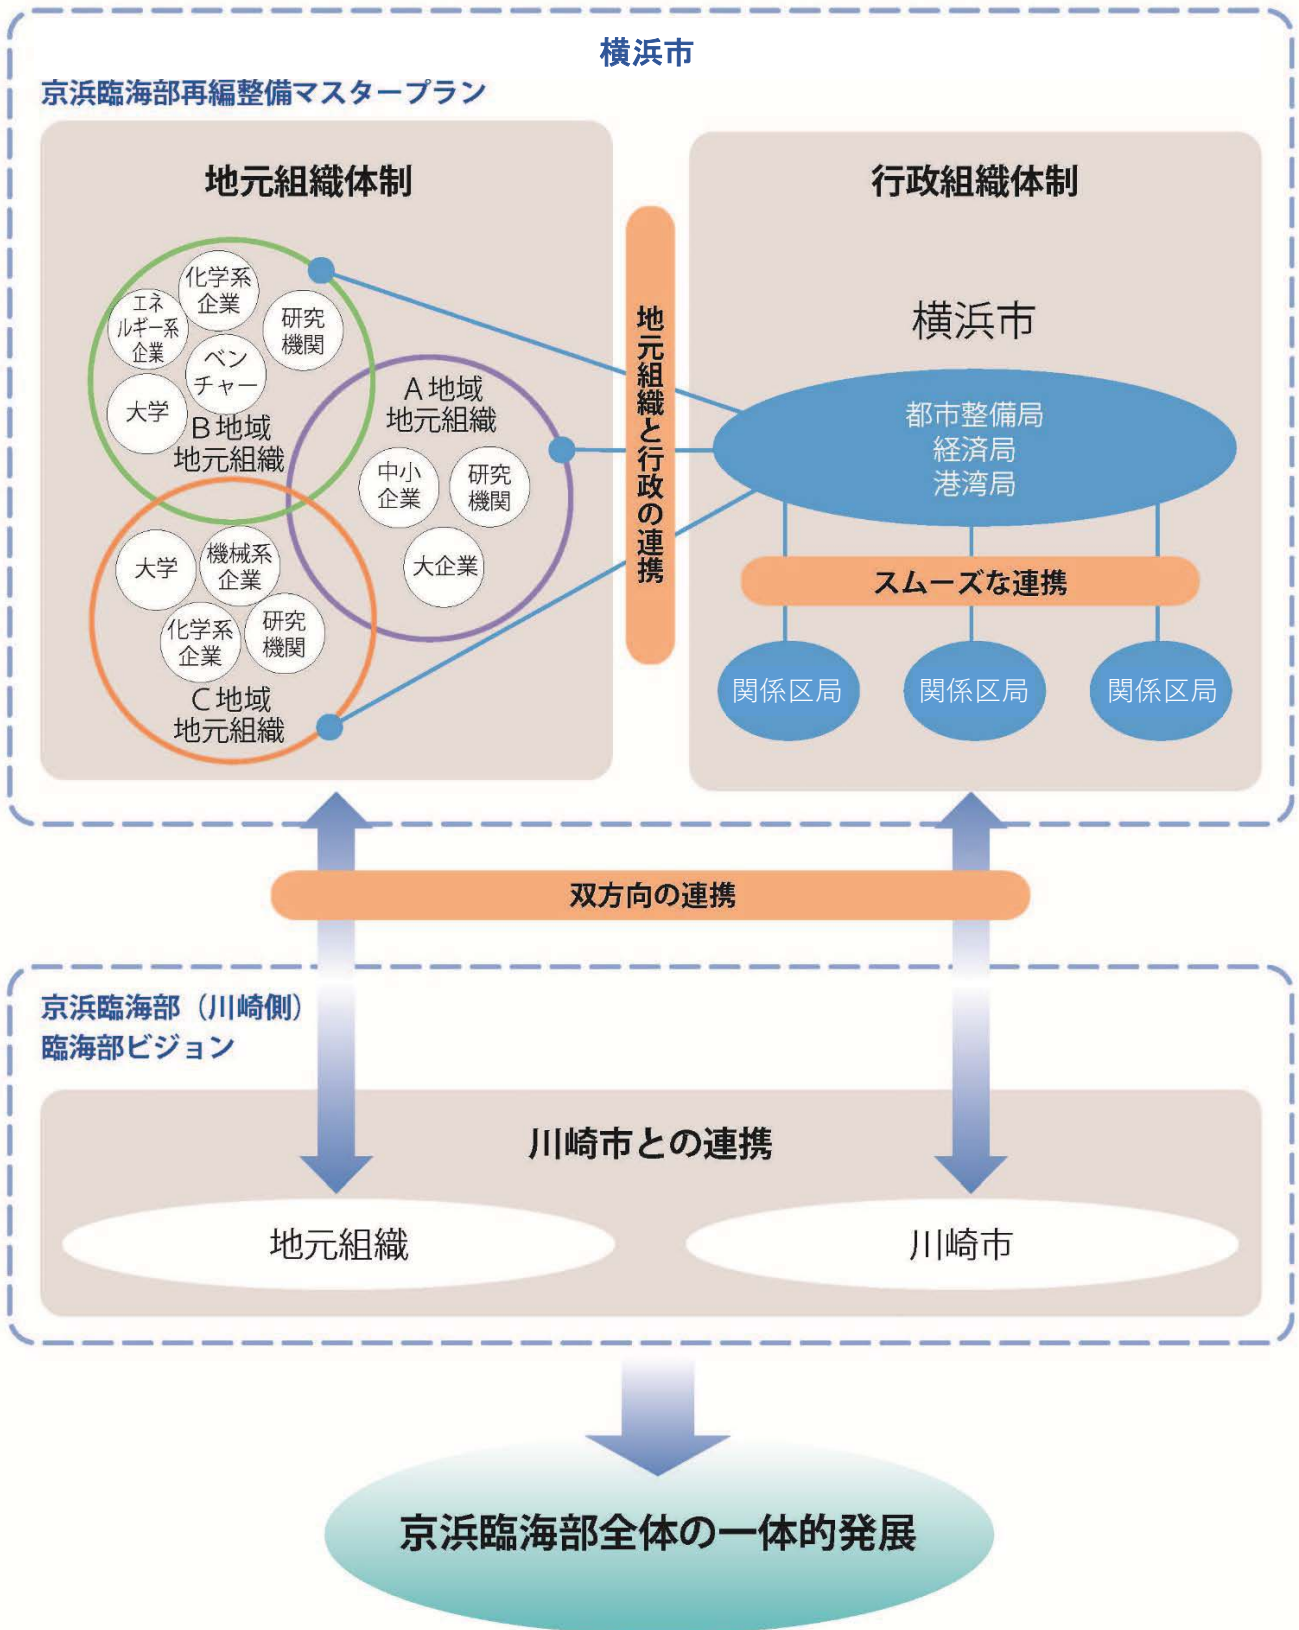 横浜市
京浜臨海部再編整備マスタープラン
地元組織体制
化学系
企業
エネ
ルギー系
企業
研究
機関
ベン
チャー
大学
B地域
地元組織
A地域
地元組織
中小
企業
研究
機関
大企業
大学
機械系
企業
化学系
企業
研究
機関
C地域
地元組織
地元組織と行政の連携
行政組織体制
横浜市
都市整備局
経済局
港湾局
スムーズな連携
関係区局
関係区局
関係区局
双方向の連携
京浜臨海部（川崎側）
臨海部ビジョン
川崎市との連携
地元組織
川崎市
京浜臨海部全体の一体的発展